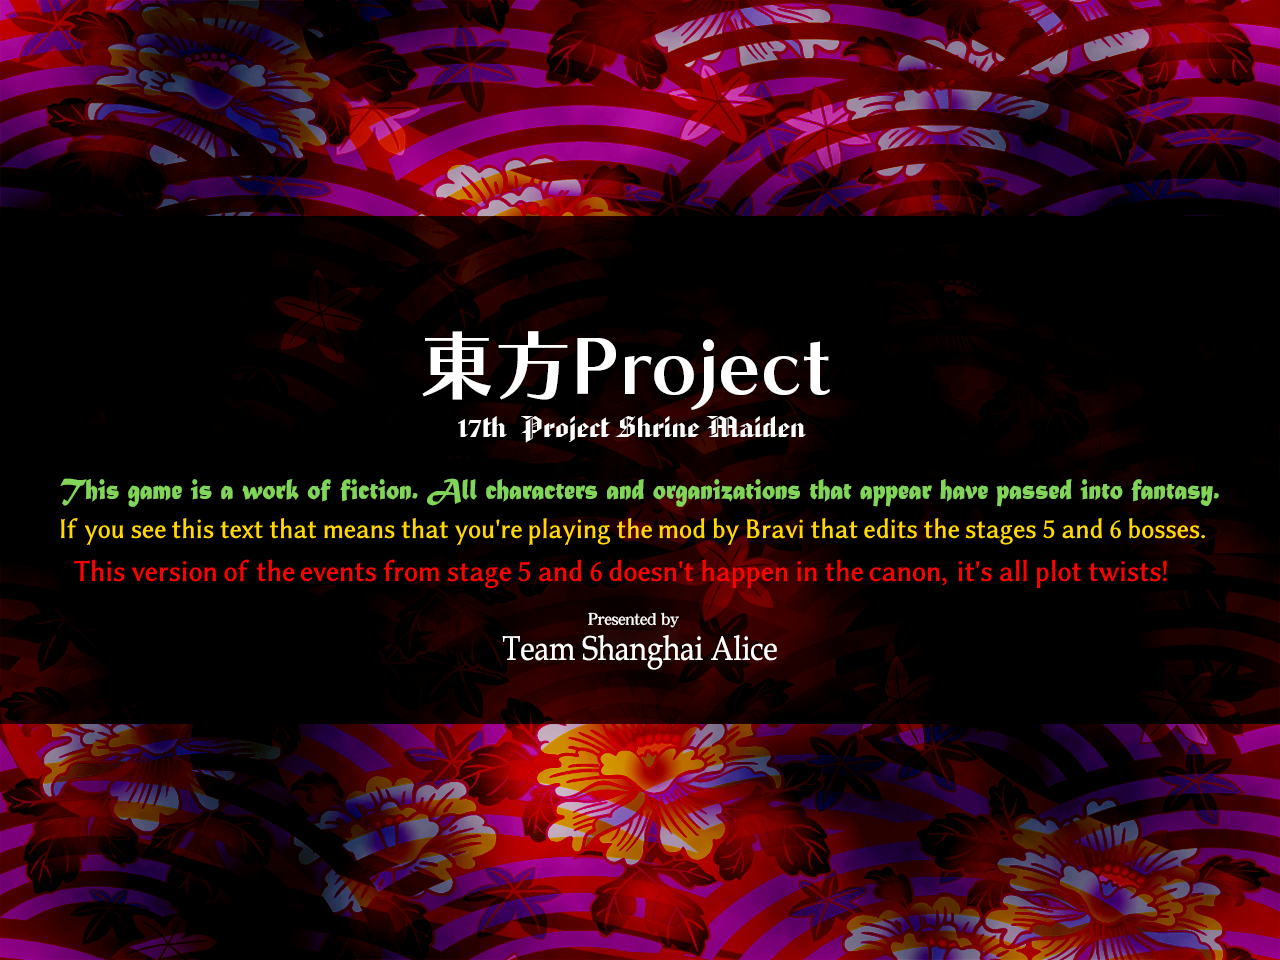 東方Project
17th Project Shrine Maiden
This game is a work of fiction. All characters and organizations that appear have passed into fantasy.
If you see this text that means that you're playing the mod by Bravi that edits the stages 5 and 6 bosses.
This version of the events from stage 5 and 6 doesn't happen in the canon, it's all plot twists!
Presented by
Team Shanghai Alice